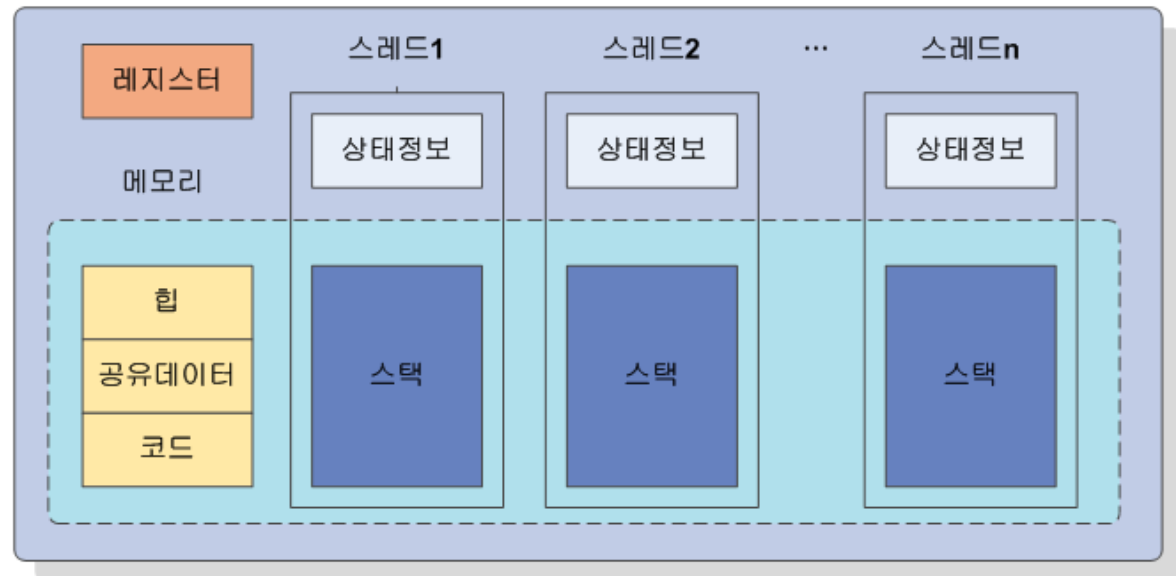 스레드1 스레드2 ... 스레드n
레지스터
상태정보 상태정보 상태정보
메모리
힙
공유데이터 스택 스택 스택
코드